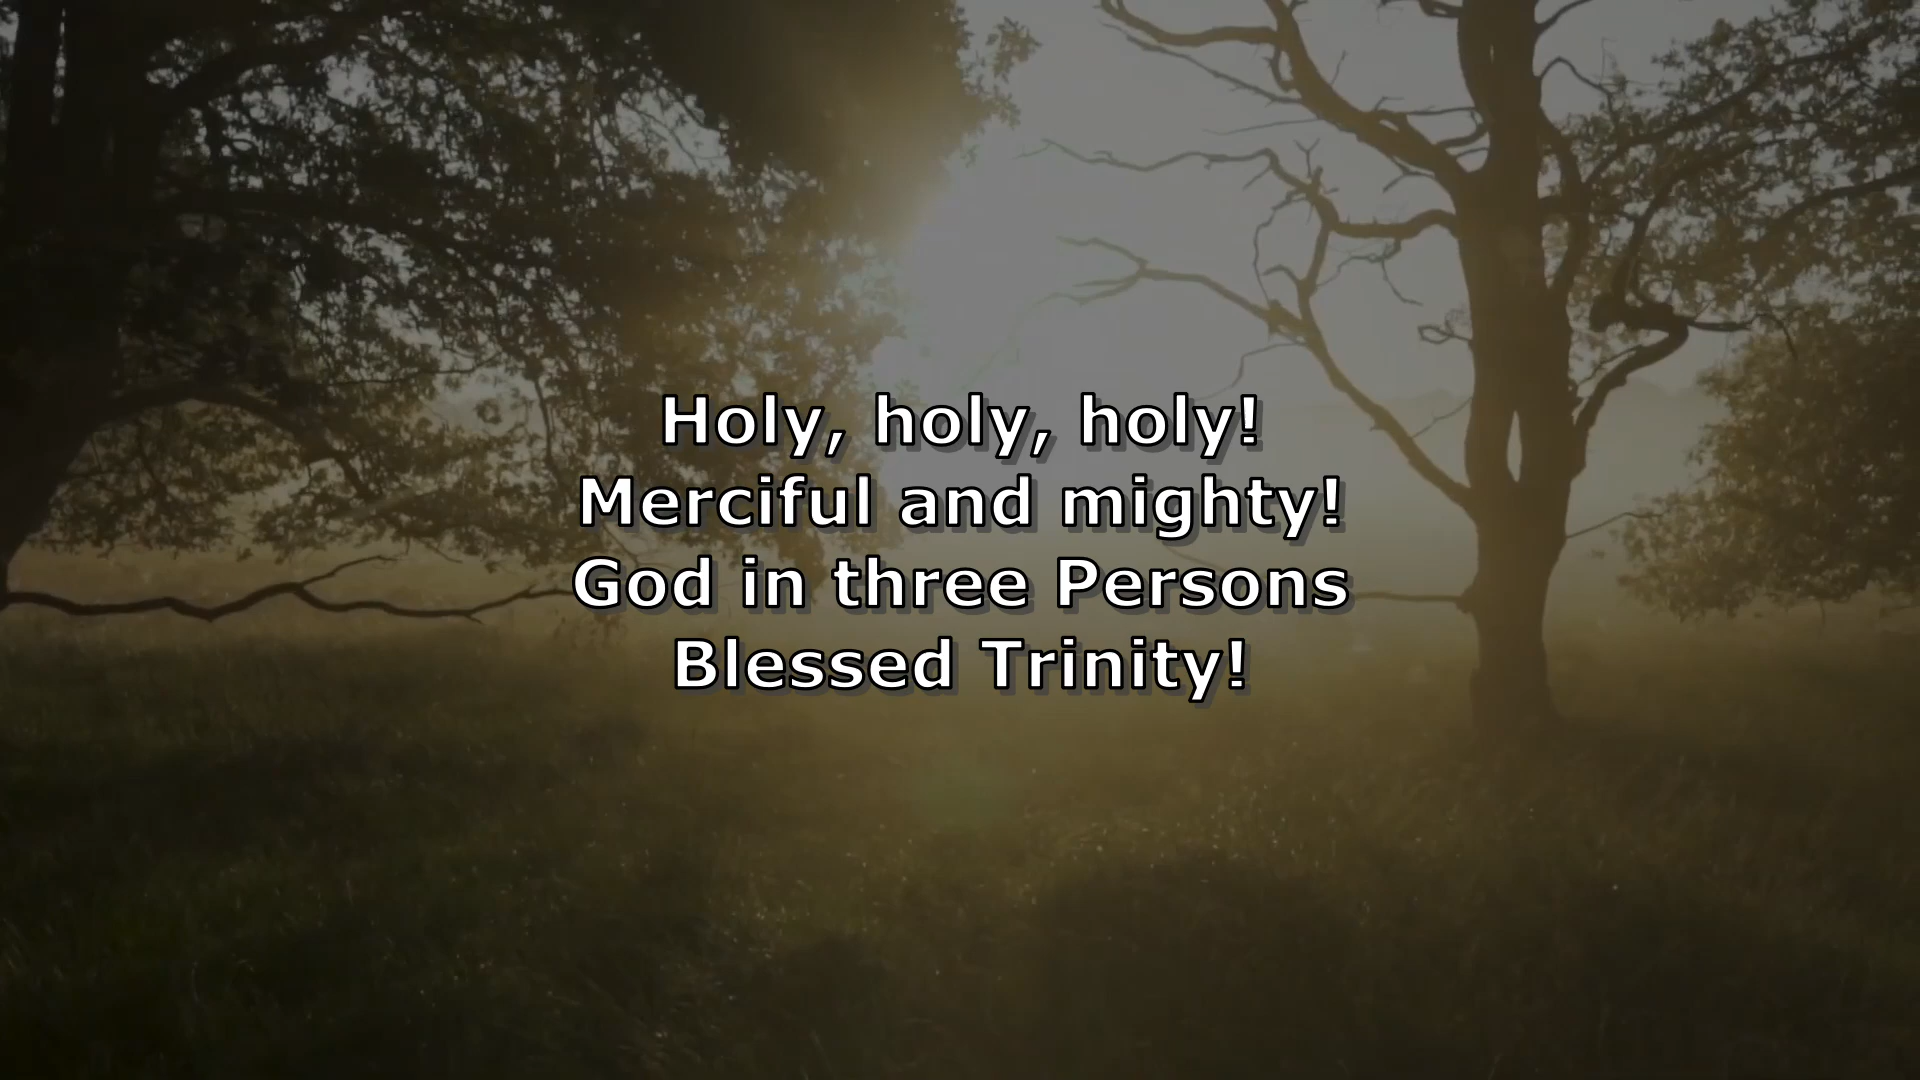 Holy, holy, holy!
Merciful and mighty!
God in three Persons
Blessed Trinity!